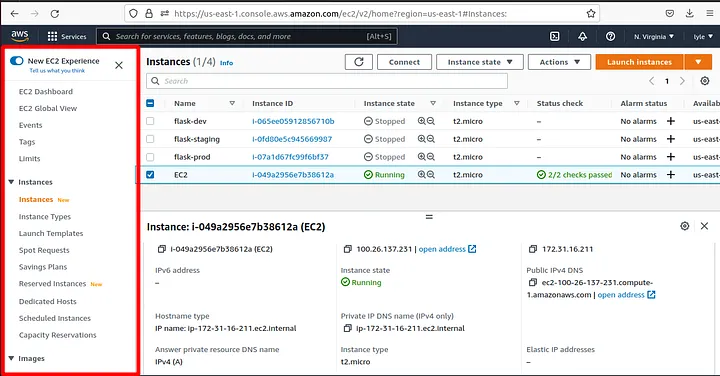 https://us-east-1.console.aws.amazon.com/ec2/v2/home?region=us-east-1#Instances:
aws
Services
Search for services, features, blogs, docs, and more
[Alt+S]
N. Virginia
lyle
New EC2 Experience
Tell us what you think
EC2 Dashboard
EC2 Global View
Events
Tags
Limits
Instances
Instances New
Instance Types
Launch Templates
Spot Requests
Savings Plans
Reserved Instances New
Dedicated Hosts
Scheduled Instances
Capacity Reservations
Images
Instances (1/4) Info
Connect
Instance state
Actions
Launch instances
Search
1
Name Instance ID Instance state Instance type Status check Alarm status Availal
flask-dev i-065ee05912856710b Stopped t2.micro – No alarms + us-east-
flask-staging i-0fd80e5c945669987 Stopped t2.micro – No alarms + us-east-
flask-prod i-07a1d67fc99f6bf37 Stopped t2.micro – No alarms + us-east-
EC2 i-049a2956e7b38612a Running t2.micro 2/2 checks passed No alarms + us-east-
Instance: i-049a2956e7b38612a (EC2)
i-049a2956e7b38612a (EC2)
100.26.137.231 | open address
172.31.16.211
IPv6 address
–
Instance state
Running
Public IPv4 DNS
ec2-100-26-137-231.compute-
1.amazonaws.com | open address
Hostname type
IP name: ip-172-31-16-211.ec2.internal
Private IP DNS name (IPv4 only)
ip-172-31-16-211.ec2.internal
Answer private resource DNS name
IPv4 (A)
Instance type
t2.micro
Elastic IP addresses
–